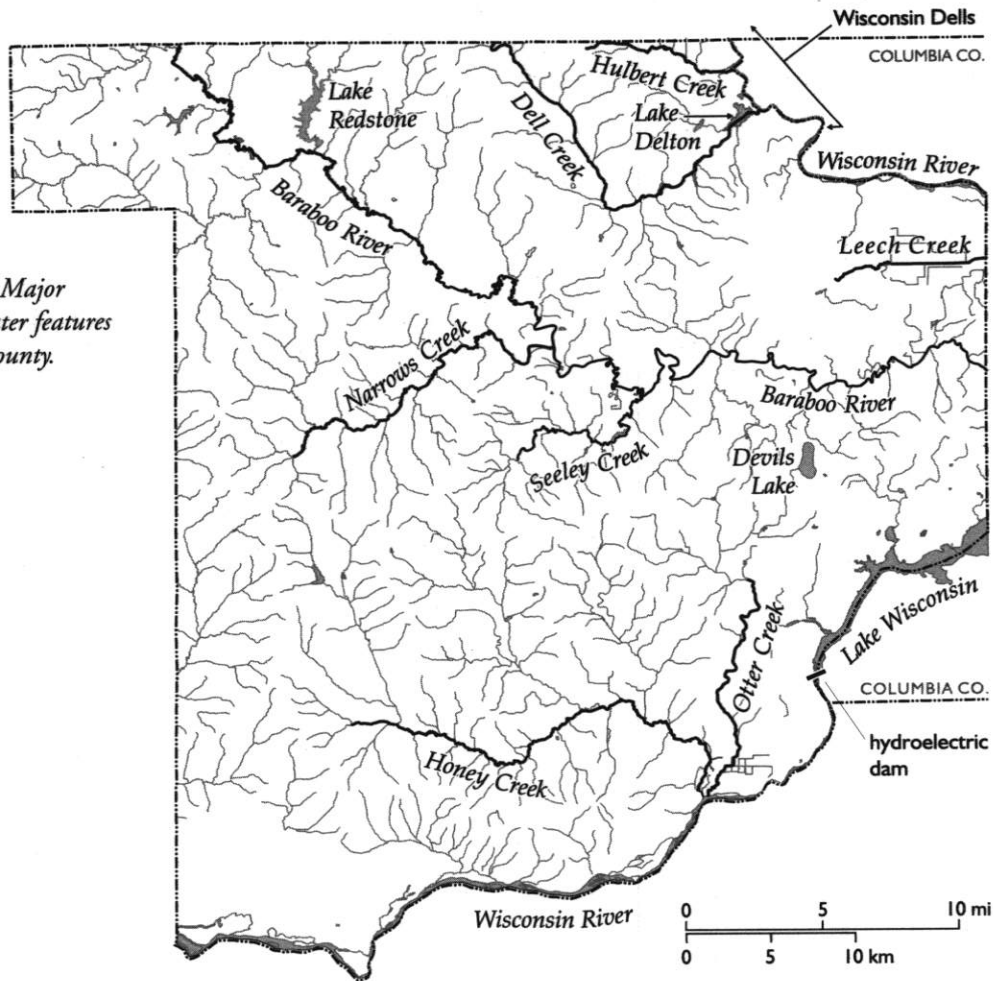 Wisconsin Dells
COLUMBIA CO.
Hulbert Creek
Lake
Redstone
Dell Creek
Lake
Delton
Wisconsin River
Baraboo River
Leech Creek
Major
ter features
ounty.
Narrows Creek
Baraboo River
Seeley Creek
Devils
Lake
Lake Wisconsin
Otter Creek
COLUMBIA CO.
hydroelectric
dam
Honey Creek
Wisconsin River
0 5 10 mi
0 5 10 km